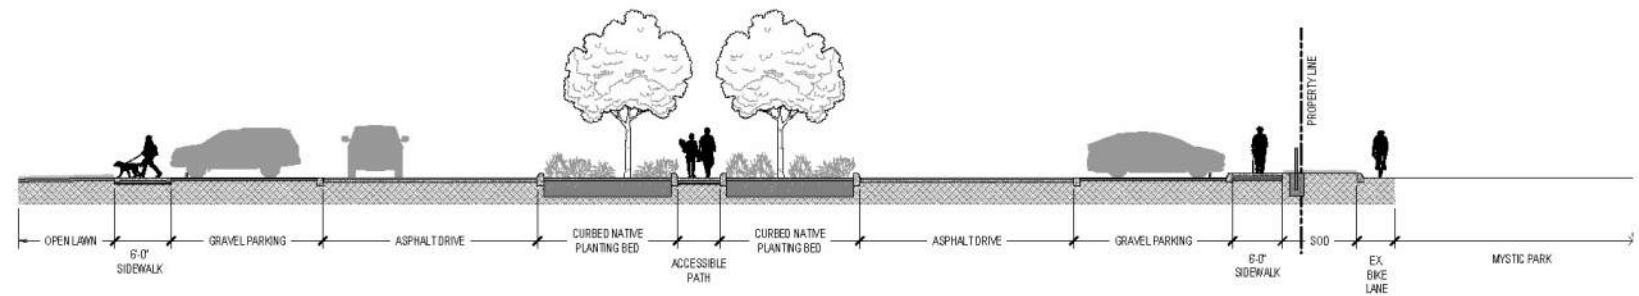 PROPERTY LINE
OPEN LAWN
6'-0"
SIDEWALK
GRAVEL PARKING
ASPHALT DRIVE
CURBED NATIVE
PLANTING BED
ACCESSIBLE
PATH
CURBED NATIVE
PLANTING BED
ASPHALT DRIVE
GRAVEL PARKING
6'-0"
SIDEWALK
SOD
EX.
BIKE
LANE
MYSTIC PARK